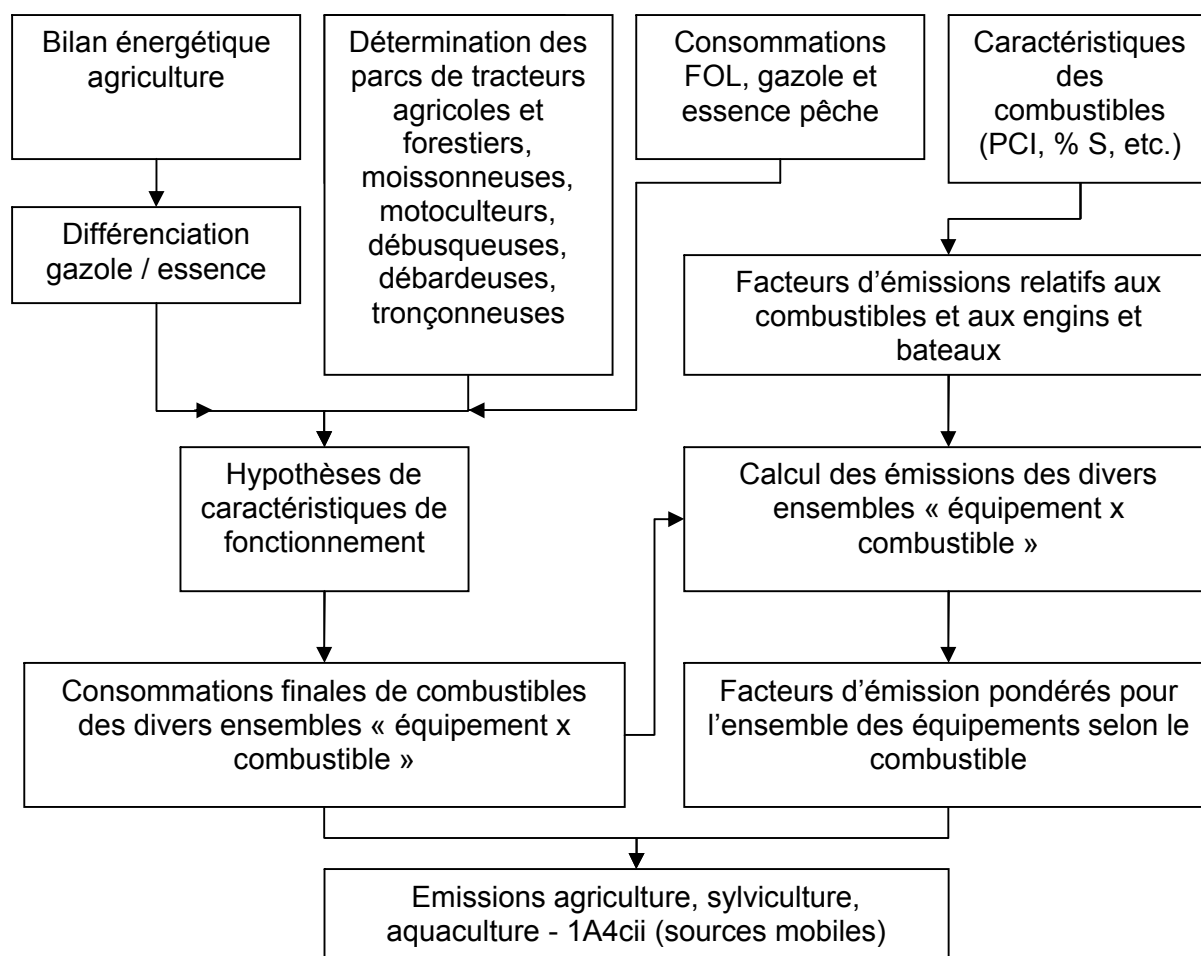 Bilan énergétique
agriculture
Détermination des
parcs de tracteurs
agricoles et
forestiers,
moissonneuses,
motoculteurs,
débusqueuses,
débardeuses,
tronçonneuses
Consommations
FOL, gazole et
essence pêche
Caractéristiques
des
combustibles
(PCI, % S, etc.)
Différenciation
gazole / essence
Facteurs d’émissions relatifs aux
combustibles et aux engins et
bateaux
Hypothèses de
caractéristiques de
fonctionnement
Calcul des émissions des divers
ensembles « équipement x
combustible »
Consommations finales de combustibles
des divers ensembles « équipement x
combustible »
Facteurs d’émission pondérés pour
l’ensemble des équipements selon le
combustible
Emissions agriculture, sylviculture,
aquaculture - 1A4cii (sources mobiles)